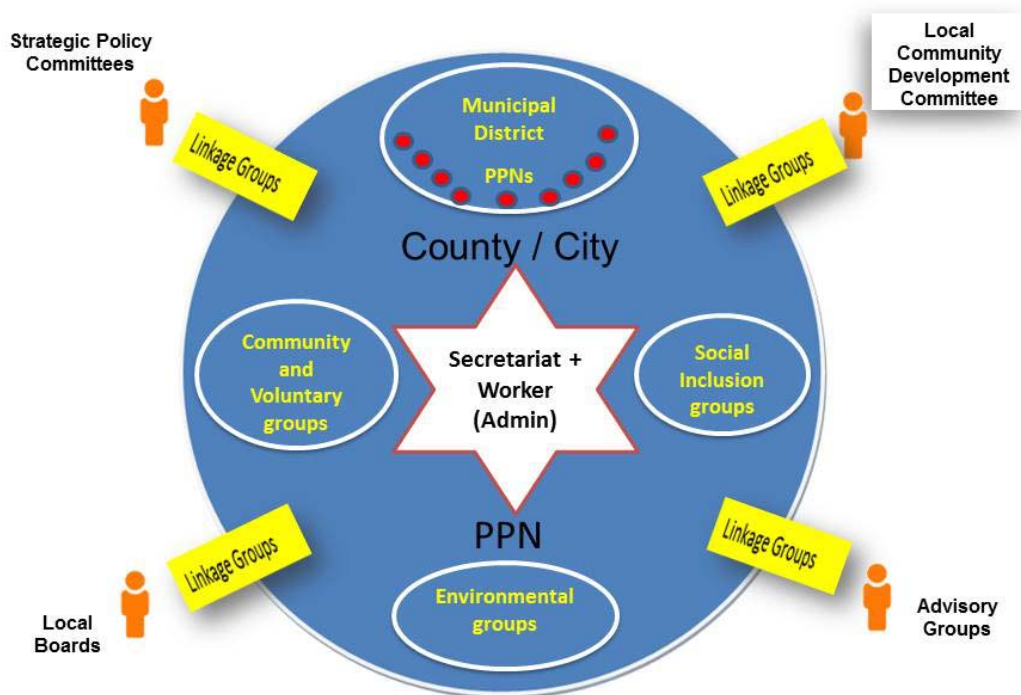 Strategic Policy
Committees
Local
Community
Development
Committee
Linkage Groups
Linkage Groups
Municipal
District
PPNs
County / City
Community
and
Voluntary
groups
Secretariat +
Worker
(Admin)
Social
Inclusion
groups
PPN
Linkage Groups
Linkage Groups
Environmental
groups
Local
Boards
Advisory
Groups